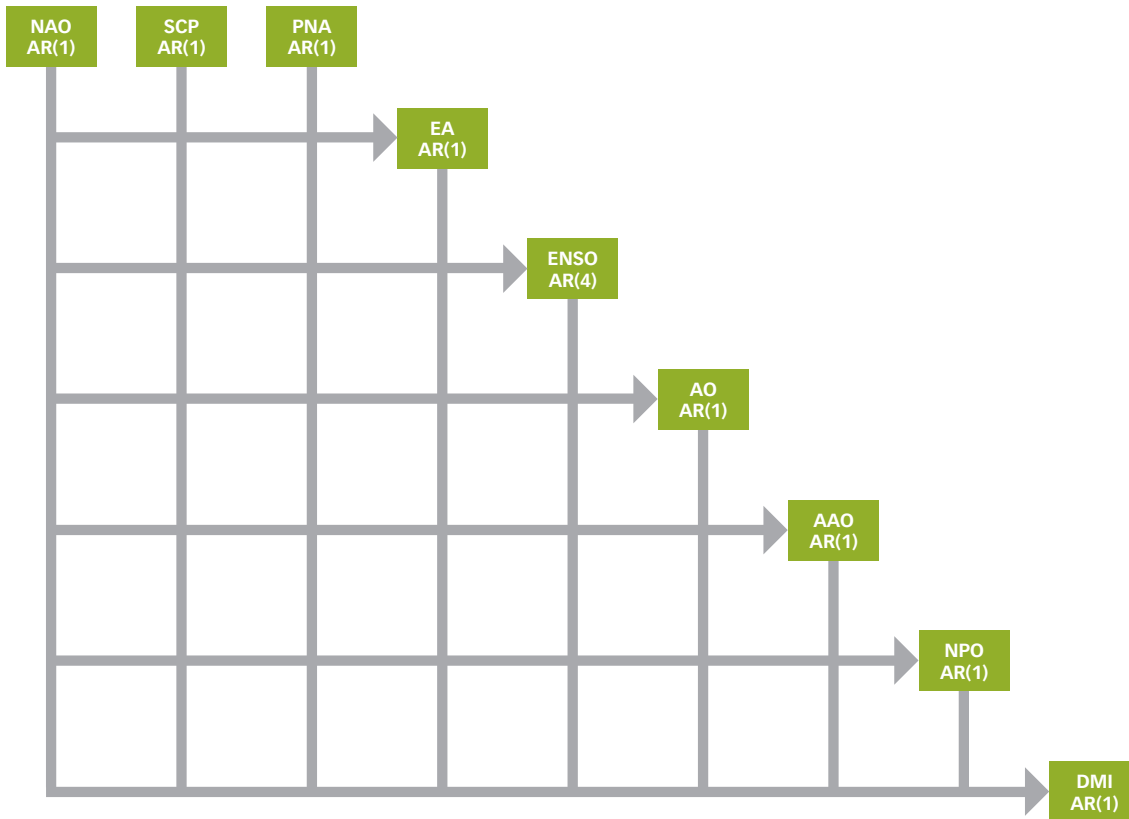 NAO
AR(1)
SCP
AR(1)
PNA
AR(1)
EA
AR(1)
ENSO
AR(4)
AO
AR(1)
AAO
AR(1)
NPO
AR(1)
DMI
AR(1)